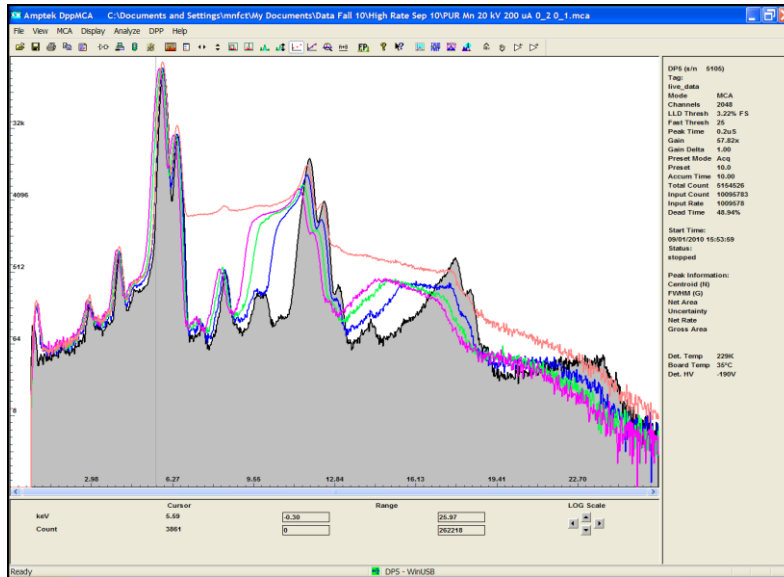 Amptek DppMCA C:\Documents and Settings\mnfct\My Documents\Data Fall 10\High Rate Sep 10\PUR Mn 20 kV 200 uA 0_2 0_1.mca
File View MCA Display Analyze DPP Help
32k
4096
512
64
8
2.98 6.27 9.55 12.84 16.13 19.41 22.70
DP5 (s/n 5105)
Tag:
live_data
Mode MCA
Channels 2048
LLD Thresh 3.22% FS
Fast Thresh 25
Peak Time 0.2uS
Gain 57.82x
Gain Delta 1.00
Preset Mode Acq
Preset 10.0
Accum Time 10.00
Total Count 5154526
Input Count 10095783
Input Rate 1009578
Dead Time 48.94%
Start Time:
09/01/2010 15:53:59
Status:
stopped
Peak Information:
Centroid (N)
FWHM (G)
Net Area
Uncertainty
Net Rate
Gross Area
Det. Temp 229K
Board Temp 35°C
Det. HV -190V
Cursor Range LOG Scale
keV 5.59 -0.30 25.97
Count 3861 0 262218
Ready DP5 - WinUSB